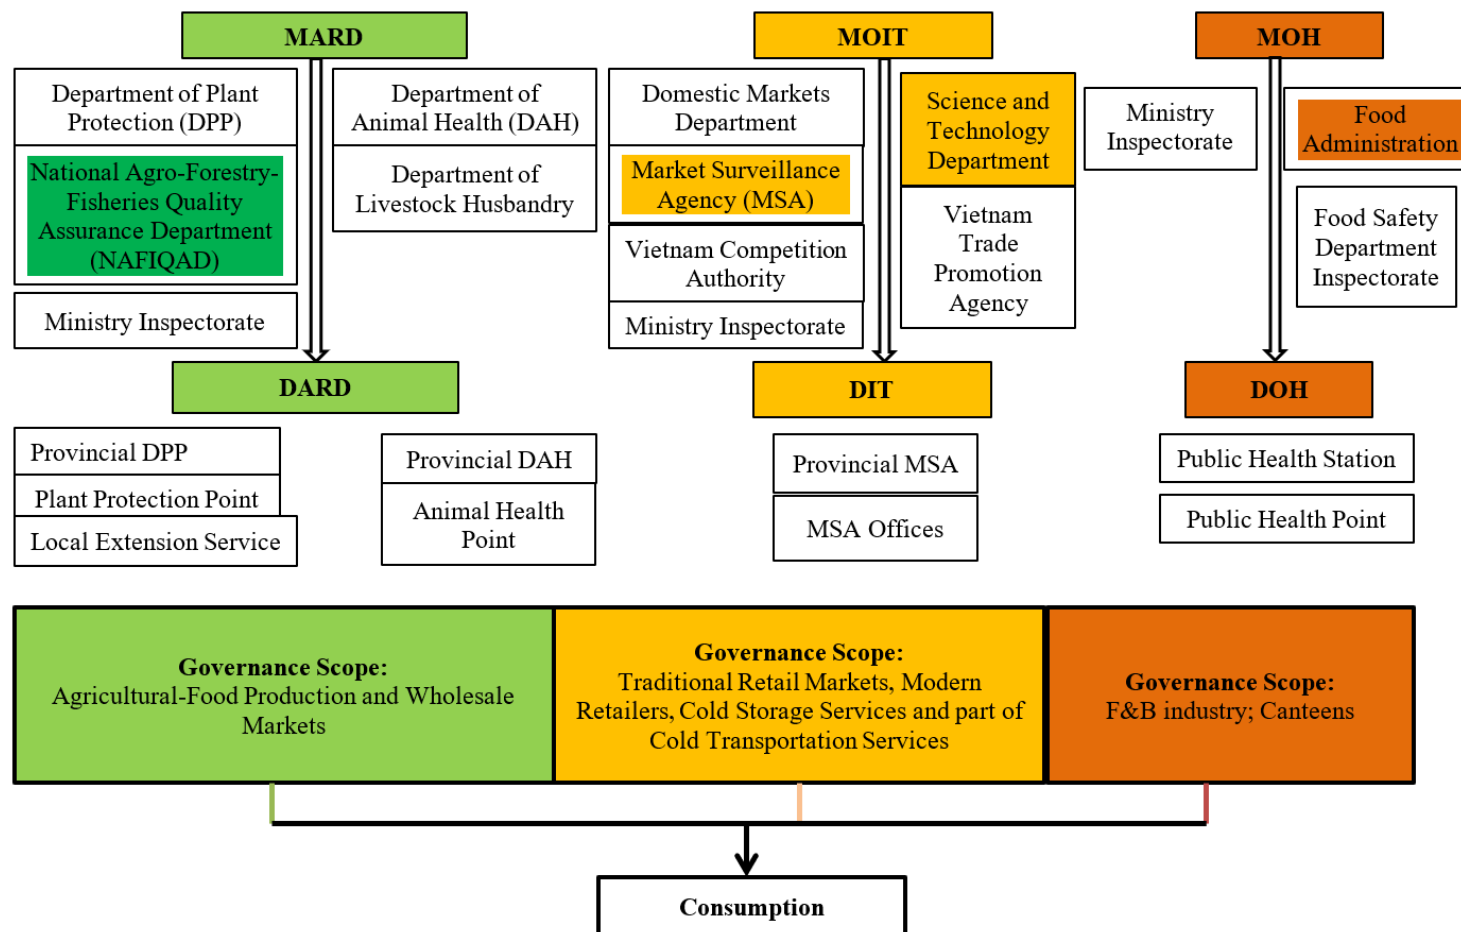 MARD
Department of Plant
Protection (DPP)
National Agro-Forestry-
Fisheries Quality
Assurance Department
(NAFIQAD)
Ministry Inspectorate
Department of
Animal Health (DAH)
Department of
Livestock Husbandry
DARD
Provincial DPP
Plant Protection Point
Local Extension Service
Provincial DAH
Animal Health
Point
MOIT
Domestic Markets
Department
Market Surveillance
Agency (MSA)
Vietnam Competition
Authority
Ministry Inspectorate
Science and
Technology
Department
Vietnam
Trade
Promotion
Agency
DIT
Provincial MSA
MSA Offices
MOH
Ministry
Inspectorate
Food
Administration
Food Safety
Department
Inspectorate
DOH
Public Health Station
Public Health Point
Governance Scope:
Agricultural-Food Production and Wholesale
Markets
Governance Scope:
Traditional Retail Markets, Modern
Retailers, Cold Storage Services and part of
Cold Transportation Services
Governance Scope:
F&B industry; Canteens
Consumption